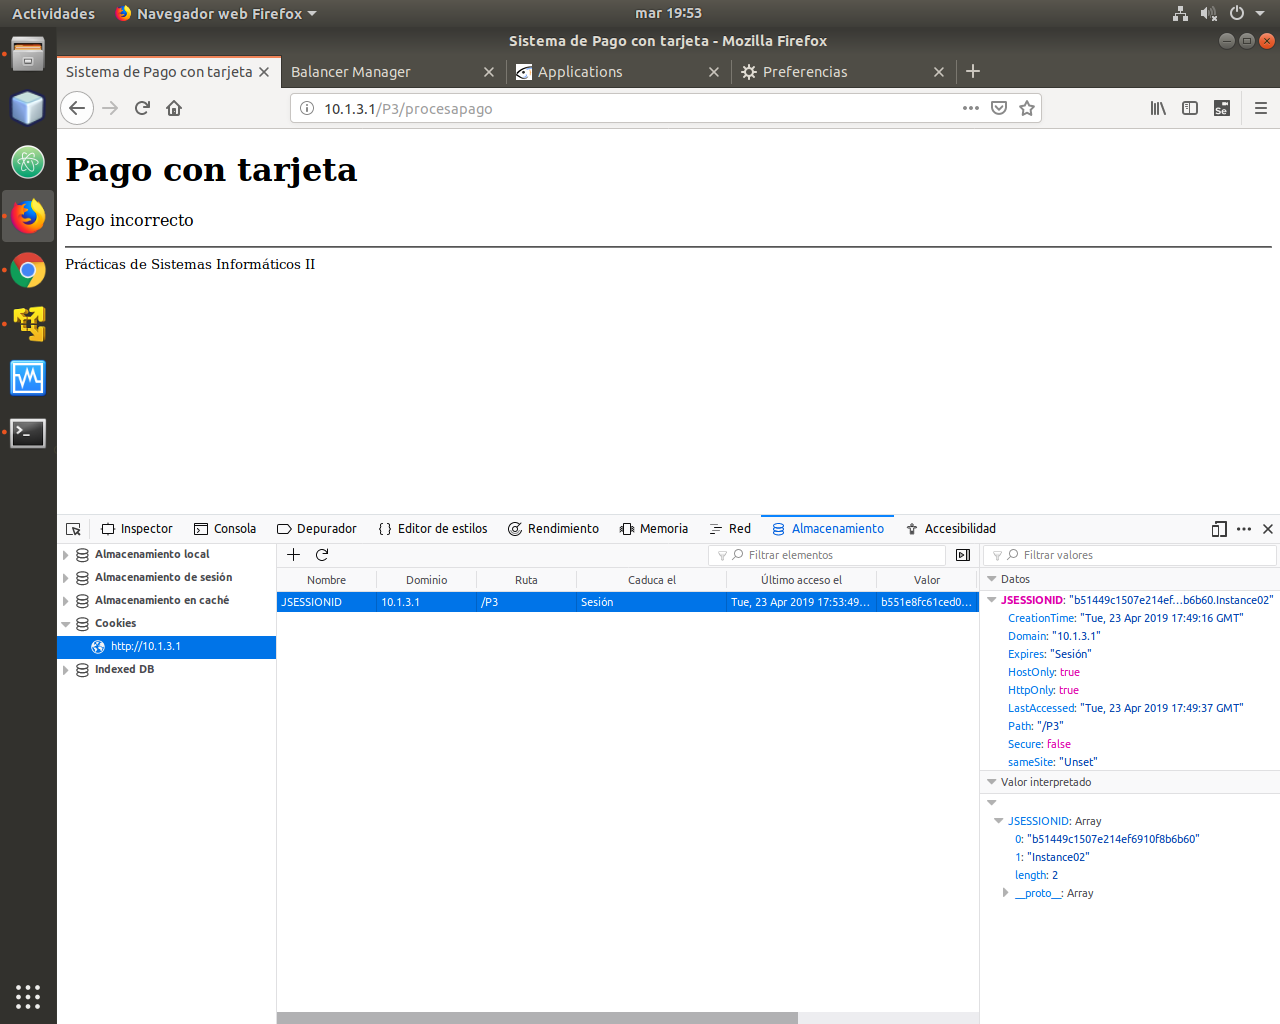 Actividades
Navegador web Firefox
mar 19:53
Sistema de Pago con tarjeta - Mozilla Firefox
Sistema de Pago con tarjeta
Balancer Manager
Applications
Preferencias
10.1.3.1/P3/procesapago
Se
Pago con tarjeta
Pago incorrecto
Prácticas de Sistemas Informáticos II
Inspector
Consola
Depurador
Editor de estilos
Rendimiento
Memoria
Red
Almacenamiento
Accesibilidad
Almacenamiento local
Almacenamiento de sesión
Almacenamiento en caché
Cookies
http://10.1.3.1
Indexed DB
Filtrar elementos
Nombre Dominio Ruta Caduca el Último acceso el Valor
JSESSIONID 10.1.3.1 /P3 Sesión Tue, 23 Apr 2019 17:53:49... b551e8fc61ced0...
Filtrar valores
Datos
JSESSIONID: "b51449c1507e214ef...b6b60.Instance02"
CreationTime: "Tue, 23 Apr 2019 17:49:16 GMT"
Domain: "10.1.3.1"
Expires: "Sesión"
HostOnly: true
HttpOnly: true
LastAccessed: "Tue, 23 Apr 2019 17:49:37 GMT"
Path: "/P3"
Secure: false
sameSite: "Unset"
Valor interpretado
JSESSIONID: Array
0: "b51449c1507e214ef6910f8b6b60"
1: "Instance02"
length: 2
__proto__: Array